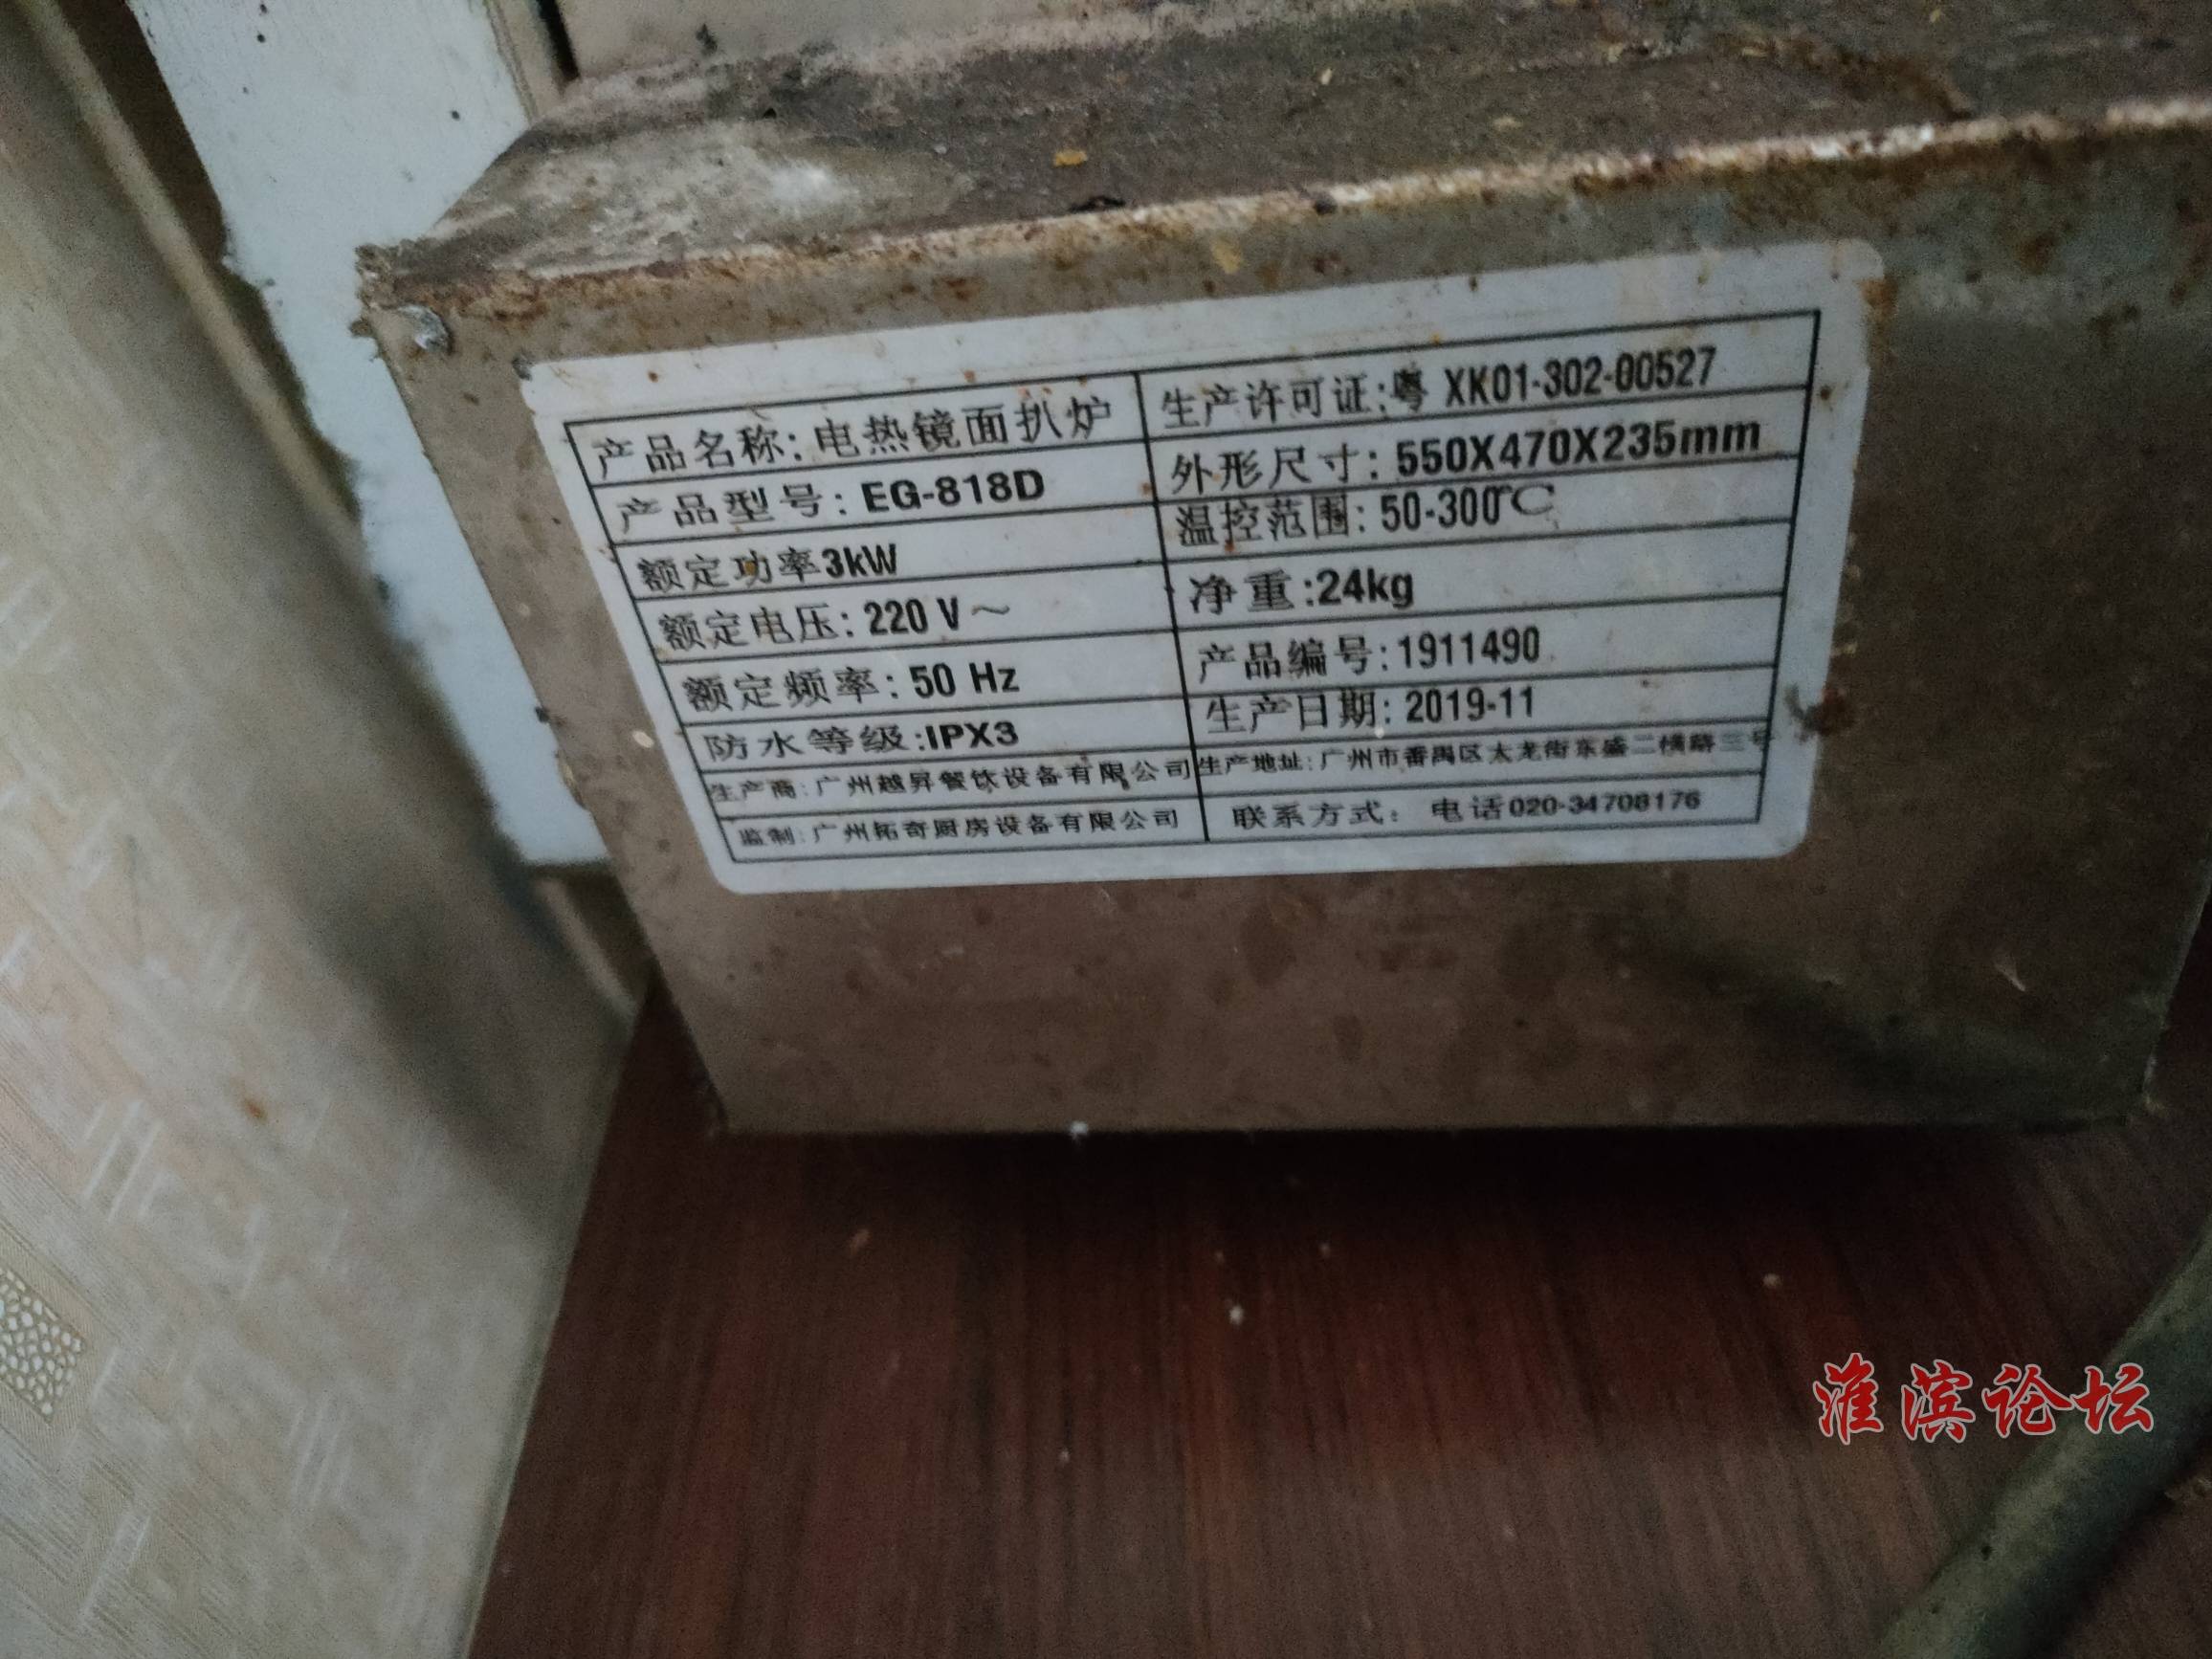 产品名称:电热镜面扒炉
生产许可证:粤 XK01-302-00527
产品型号:EG-818D
外形尺寸:550X470X235mm
额定功率3kW
温控范围:50-300℃
额定电压:220 V～
净重:24kg
额定频率:50 Hz
产品编号:1911490
防水等级:IPX3
生产日期:2019-11
生产商:广州越昇餐饮设备有限公司
生产地址:广州市番禺区大龙街东盛二横路三号
监制:广州拓奇厨房设备有限公司
联系方式:电话020-34708176
淮滨论坛